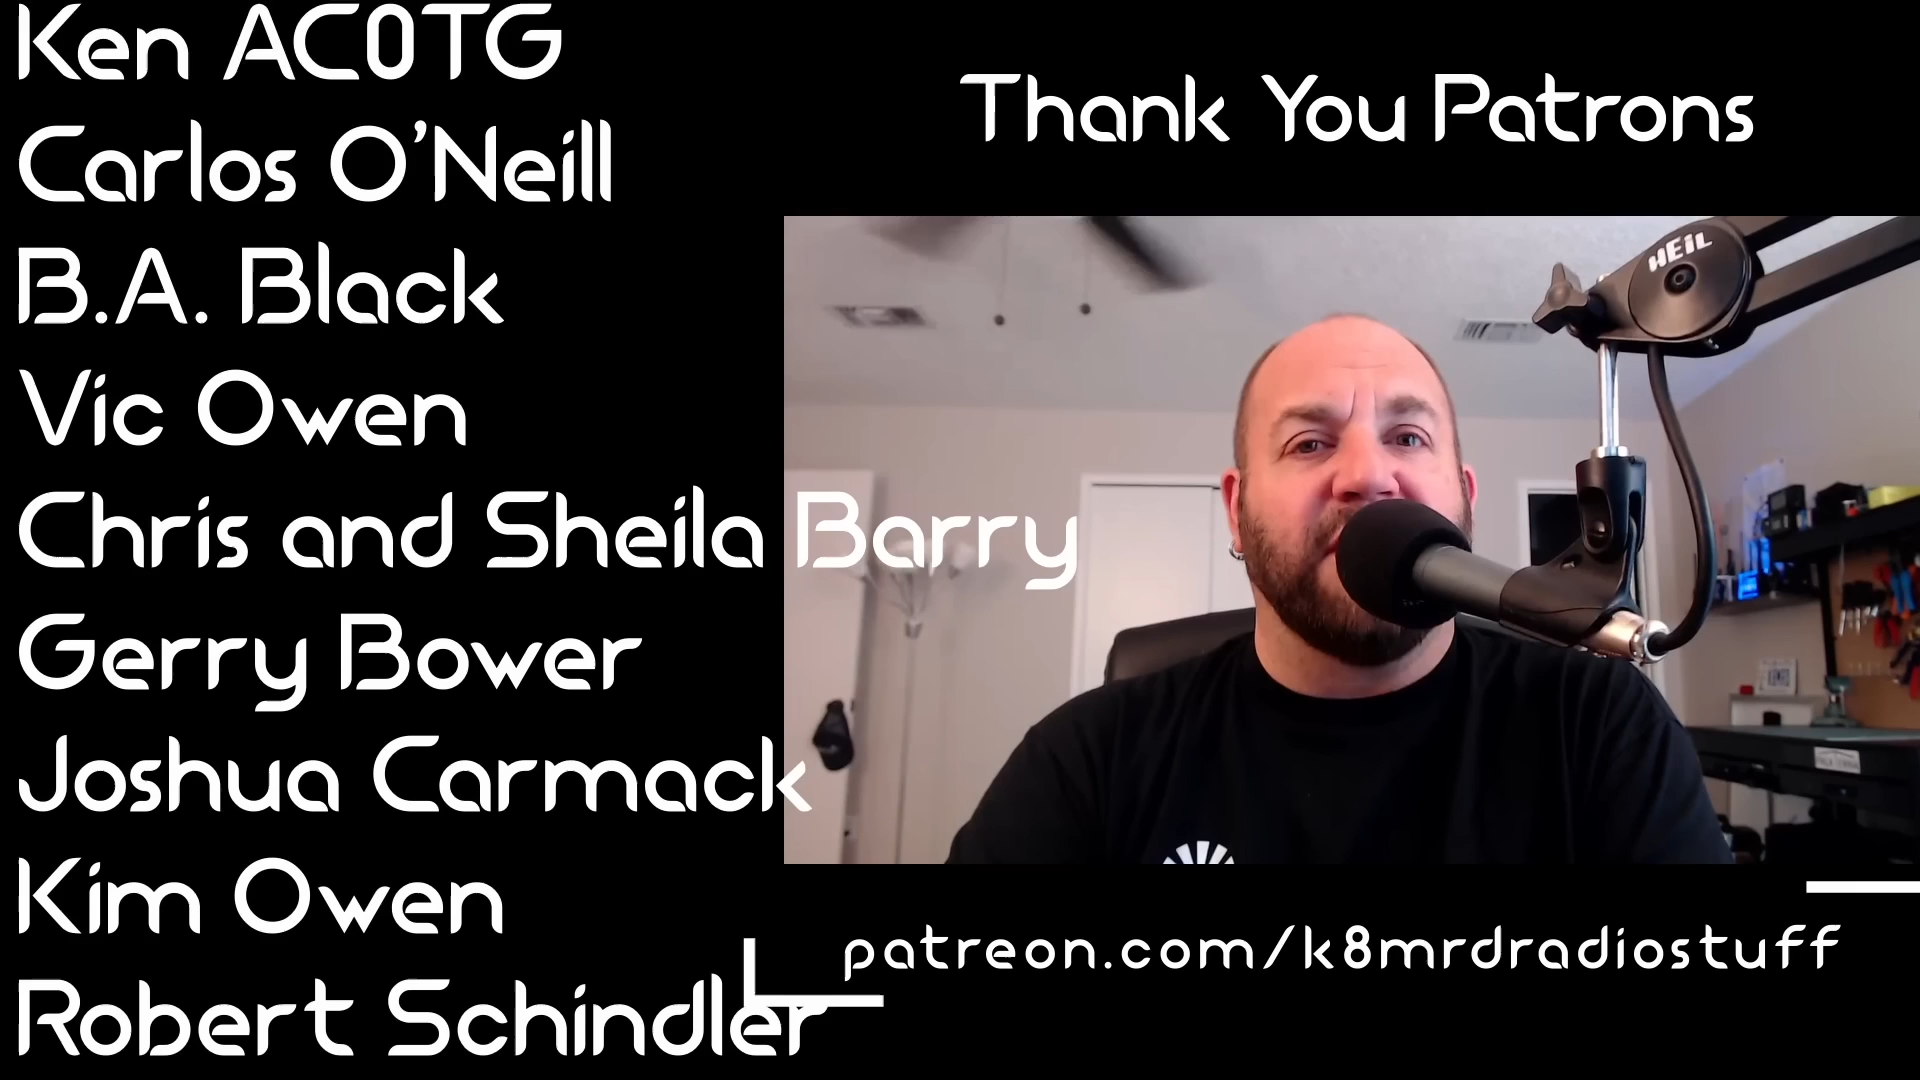 Ken AC0TG
Carlos O'Neill
B.A. Black
Vic Owen
Chris and Sheila Barry
Gerry Bower
Joshua Carmack
Kim Owen
Robert Schindler
Thank You Patrons
HEiL
patreon.com/k8mrdradiostuff